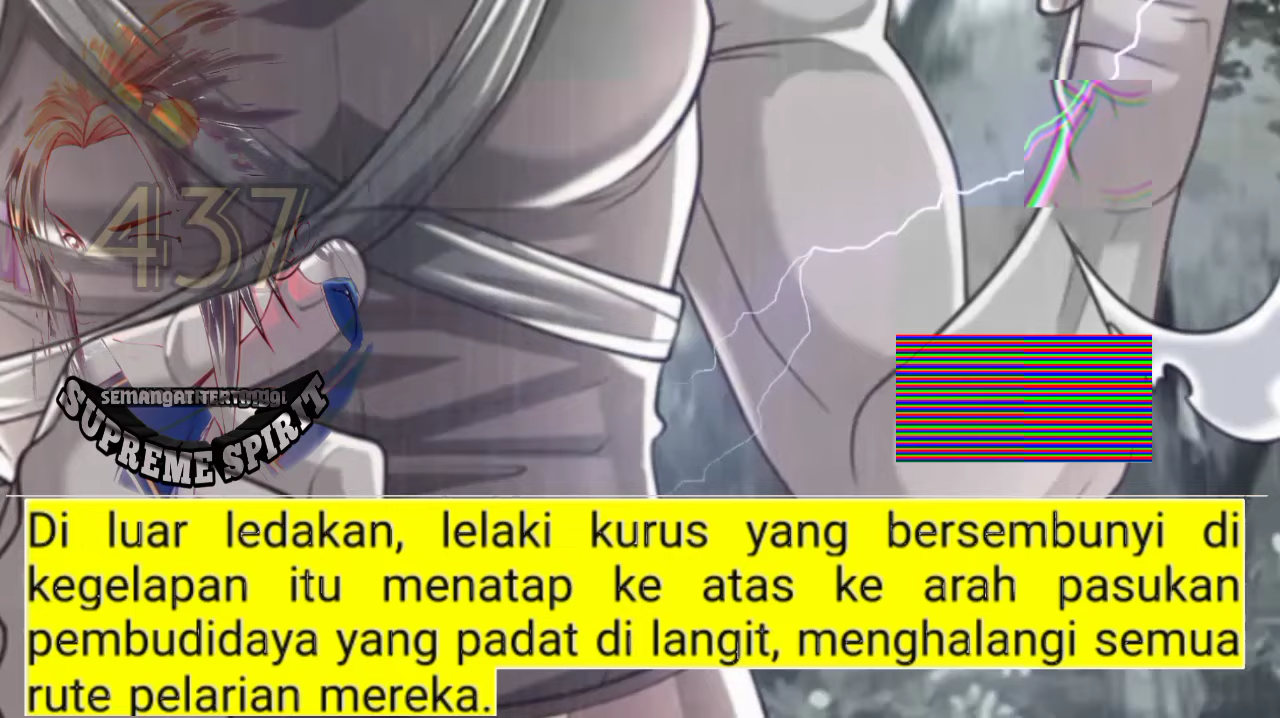 437
SUPREME SPIRIT
Di luar ledakan, lelaki kurus yang bersembunyi di
kegelapan itu menatap ke atas ke arah pasukan
pembudidaya yang padat di langit, menghalangi semua
rute pelarian mereka.